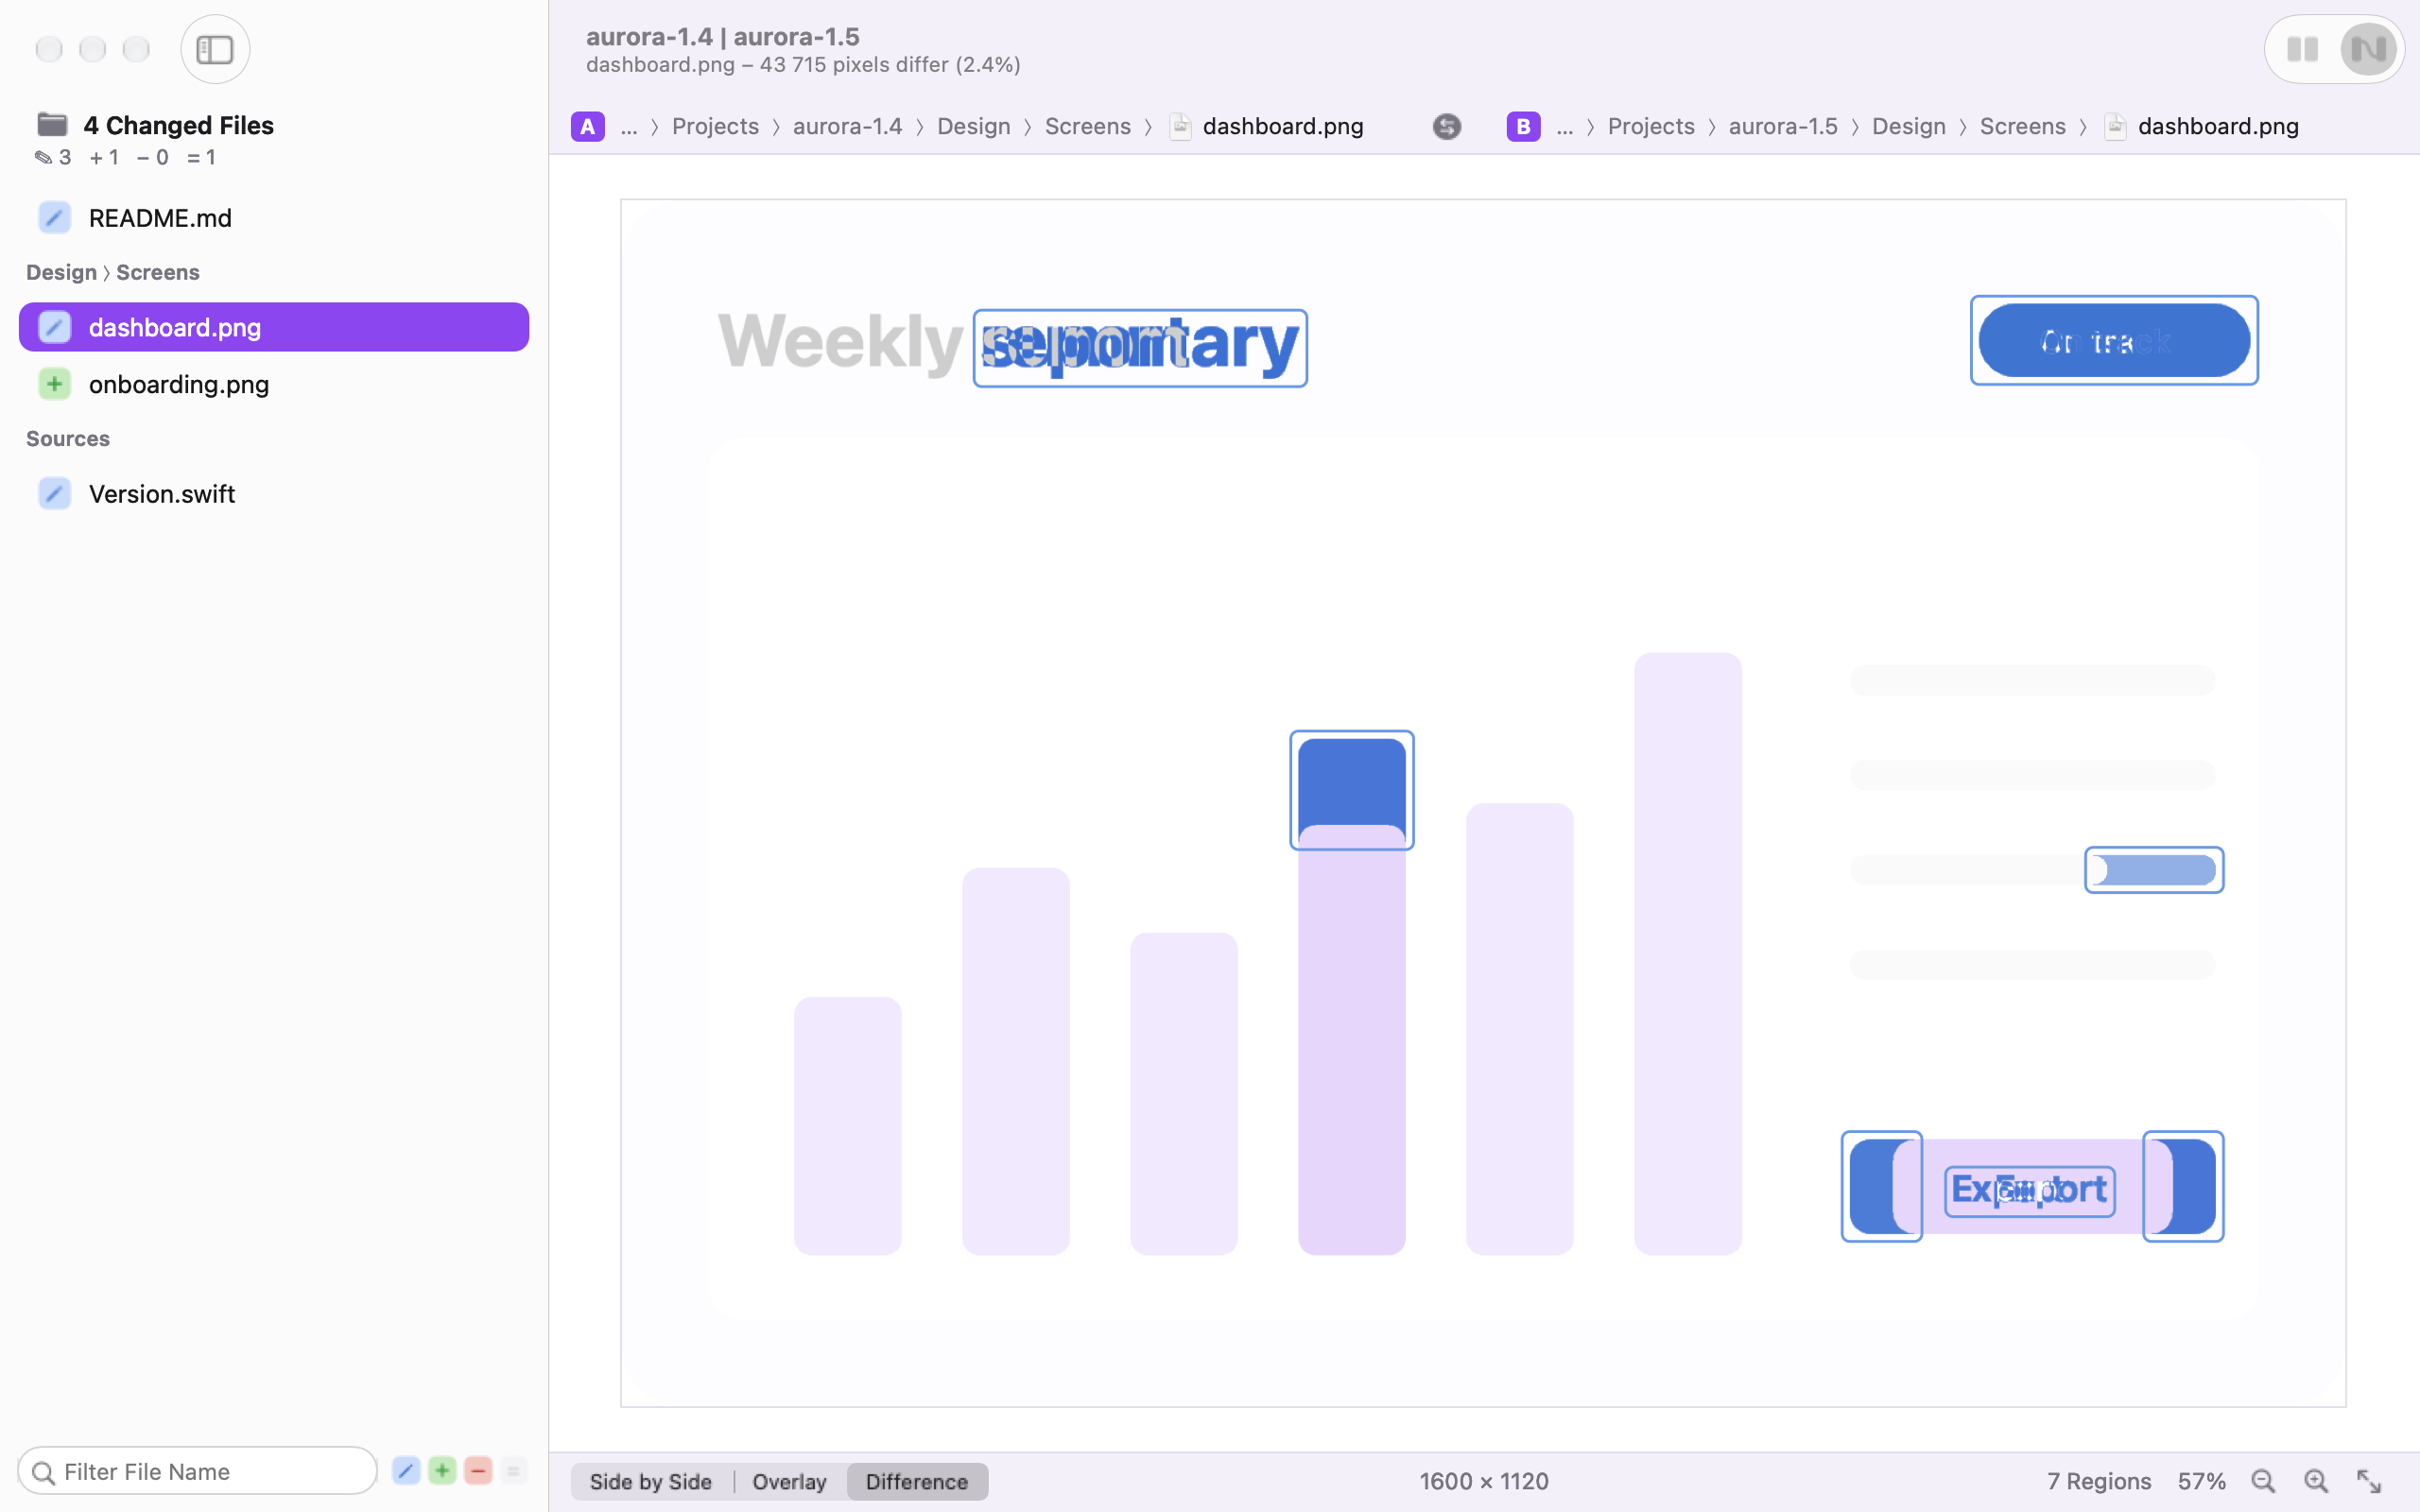 aurora-1.4 | aurora-1.5
dashboard.png – 43 715 pixels differ (2.4%)
4 Changed Files
3 +1 −0 =1
A ... 〉 Projects 〉 aurora-1.4 〉 Design 〉 Screens 〉 dashboard.png
B ... 〉 Projects 〉 aurora-1.5 〉 Design 〉 Screens 〉 dashboard.png
README.md
Design 〉 Screens
dashboard.png
onboarding.png
Sources
Version.swift
Weekly
On track
Filter File Name
Side by Side | Overlay Difference
1600 × 1120
7 Regions 57%